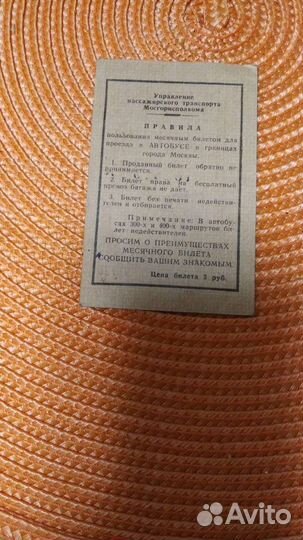 Управление
пассажирского транспорта
Мосгорисполкома
ПРАВИЛА
пользования месячным билетом для
проезда в АВТОБУСЕ в границах
города Москвы.
1. Проданный билет обратно не
принимается.
2. Билет права на бесплатный
провоз багажа не дает.
3. Билет без печати недействи-
телен и отбирается.
Примечание: В автобу-
сах 300-х и 400-х маршрутов би-
лет недействителен.
ПРОСИМ О ПРЕИМУЩЕСТВАХ
МЕСЯЧНОГО БИЛЕТА
СООБЩИТЬ ВАШИМ ЗНАКОМЫМ.
Цена билета 3 руб.
Avito